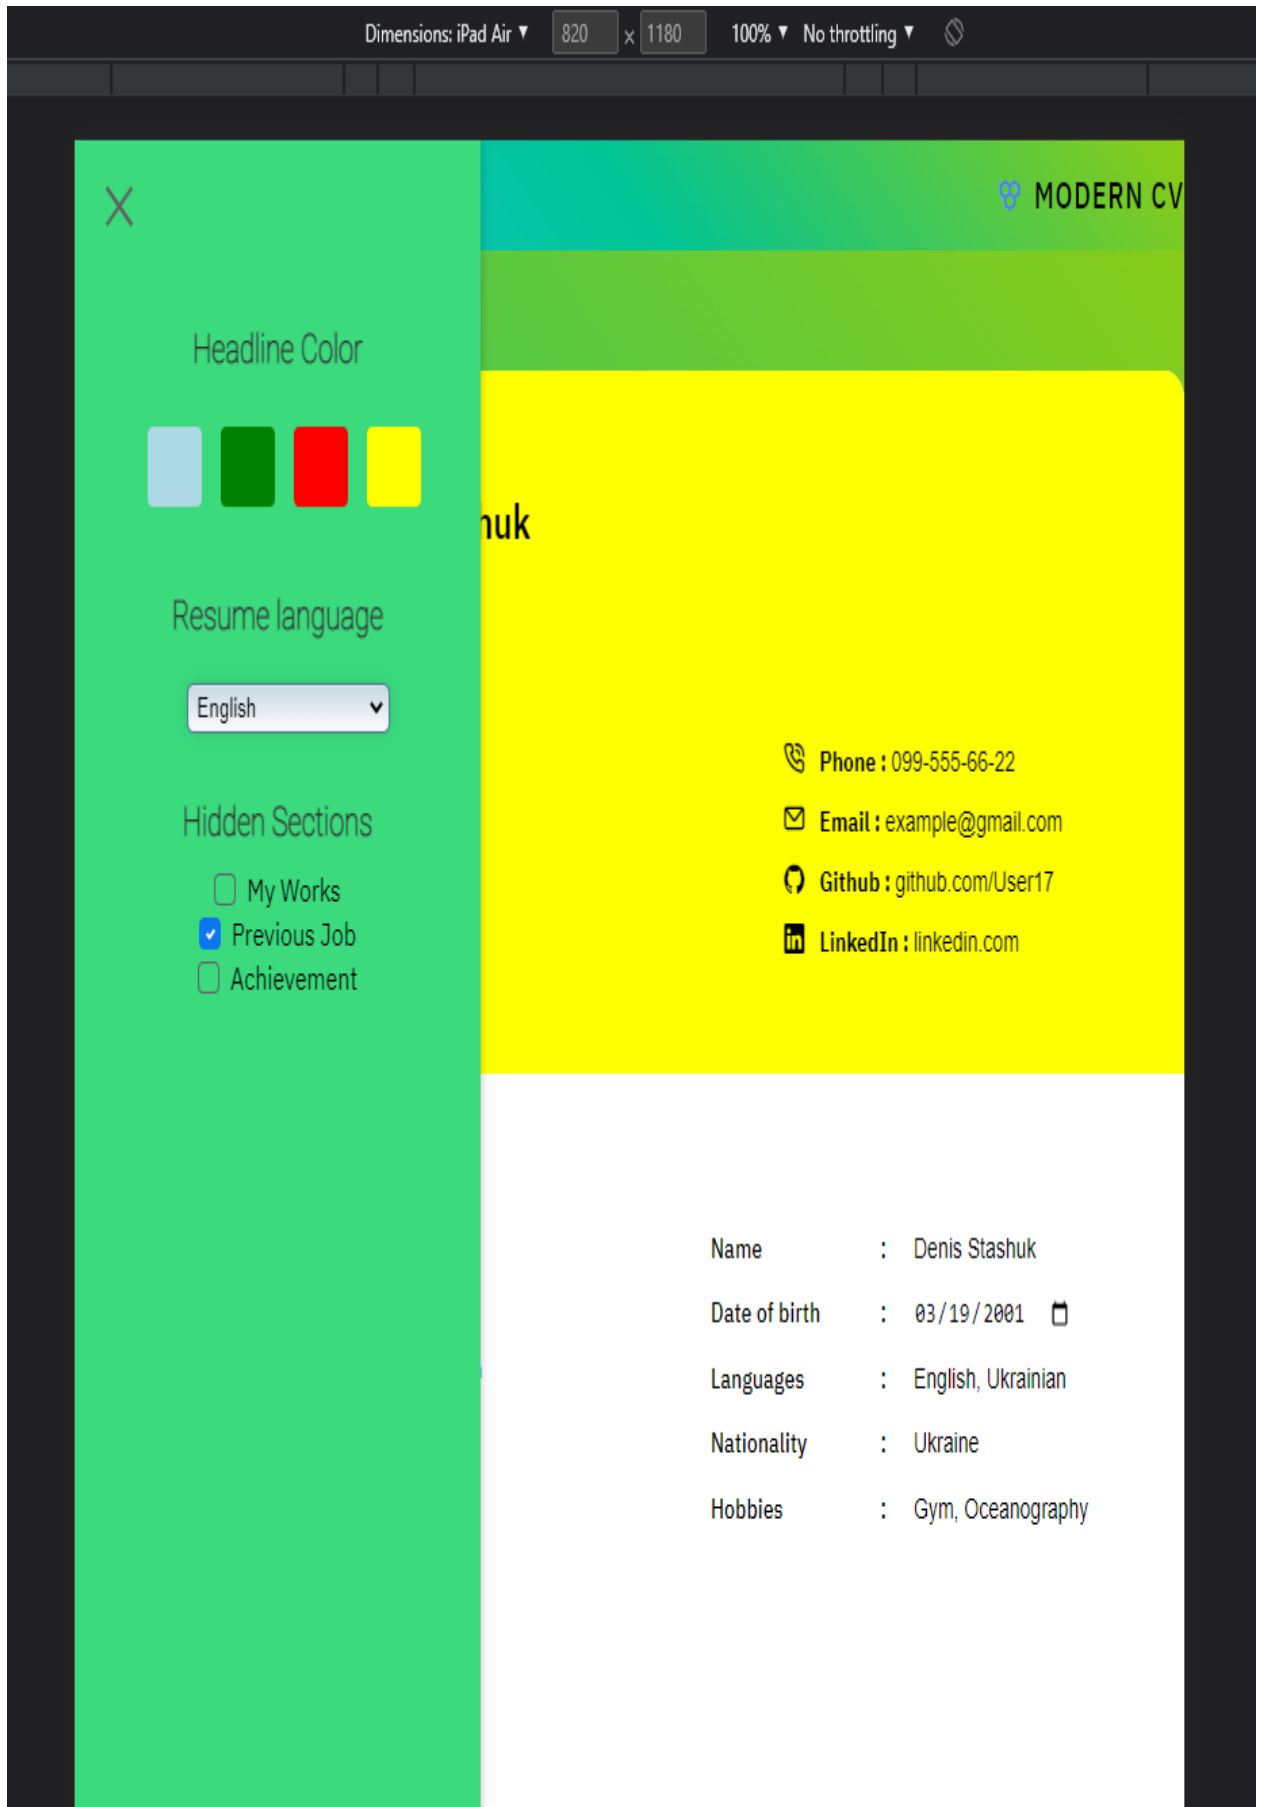 Dimensions: iPad Air ▼ 820 × 1180 100% ▼ No throttling ▼
MODERN CV
Headline Color
huk
Resume language
English
Phone : 099-555-66-22
Email : example@gmail.com
Github : github.com/User17
LinkedIn : linkedin.com
Hidden Sections
My Works
Previous Job
Achievement
Name : Denis Stashuk
Date of birth : 03/19/2001
Languages : English, Ukrainian
Nationality : Ukraine
Hobbies : Gym, Oceanography